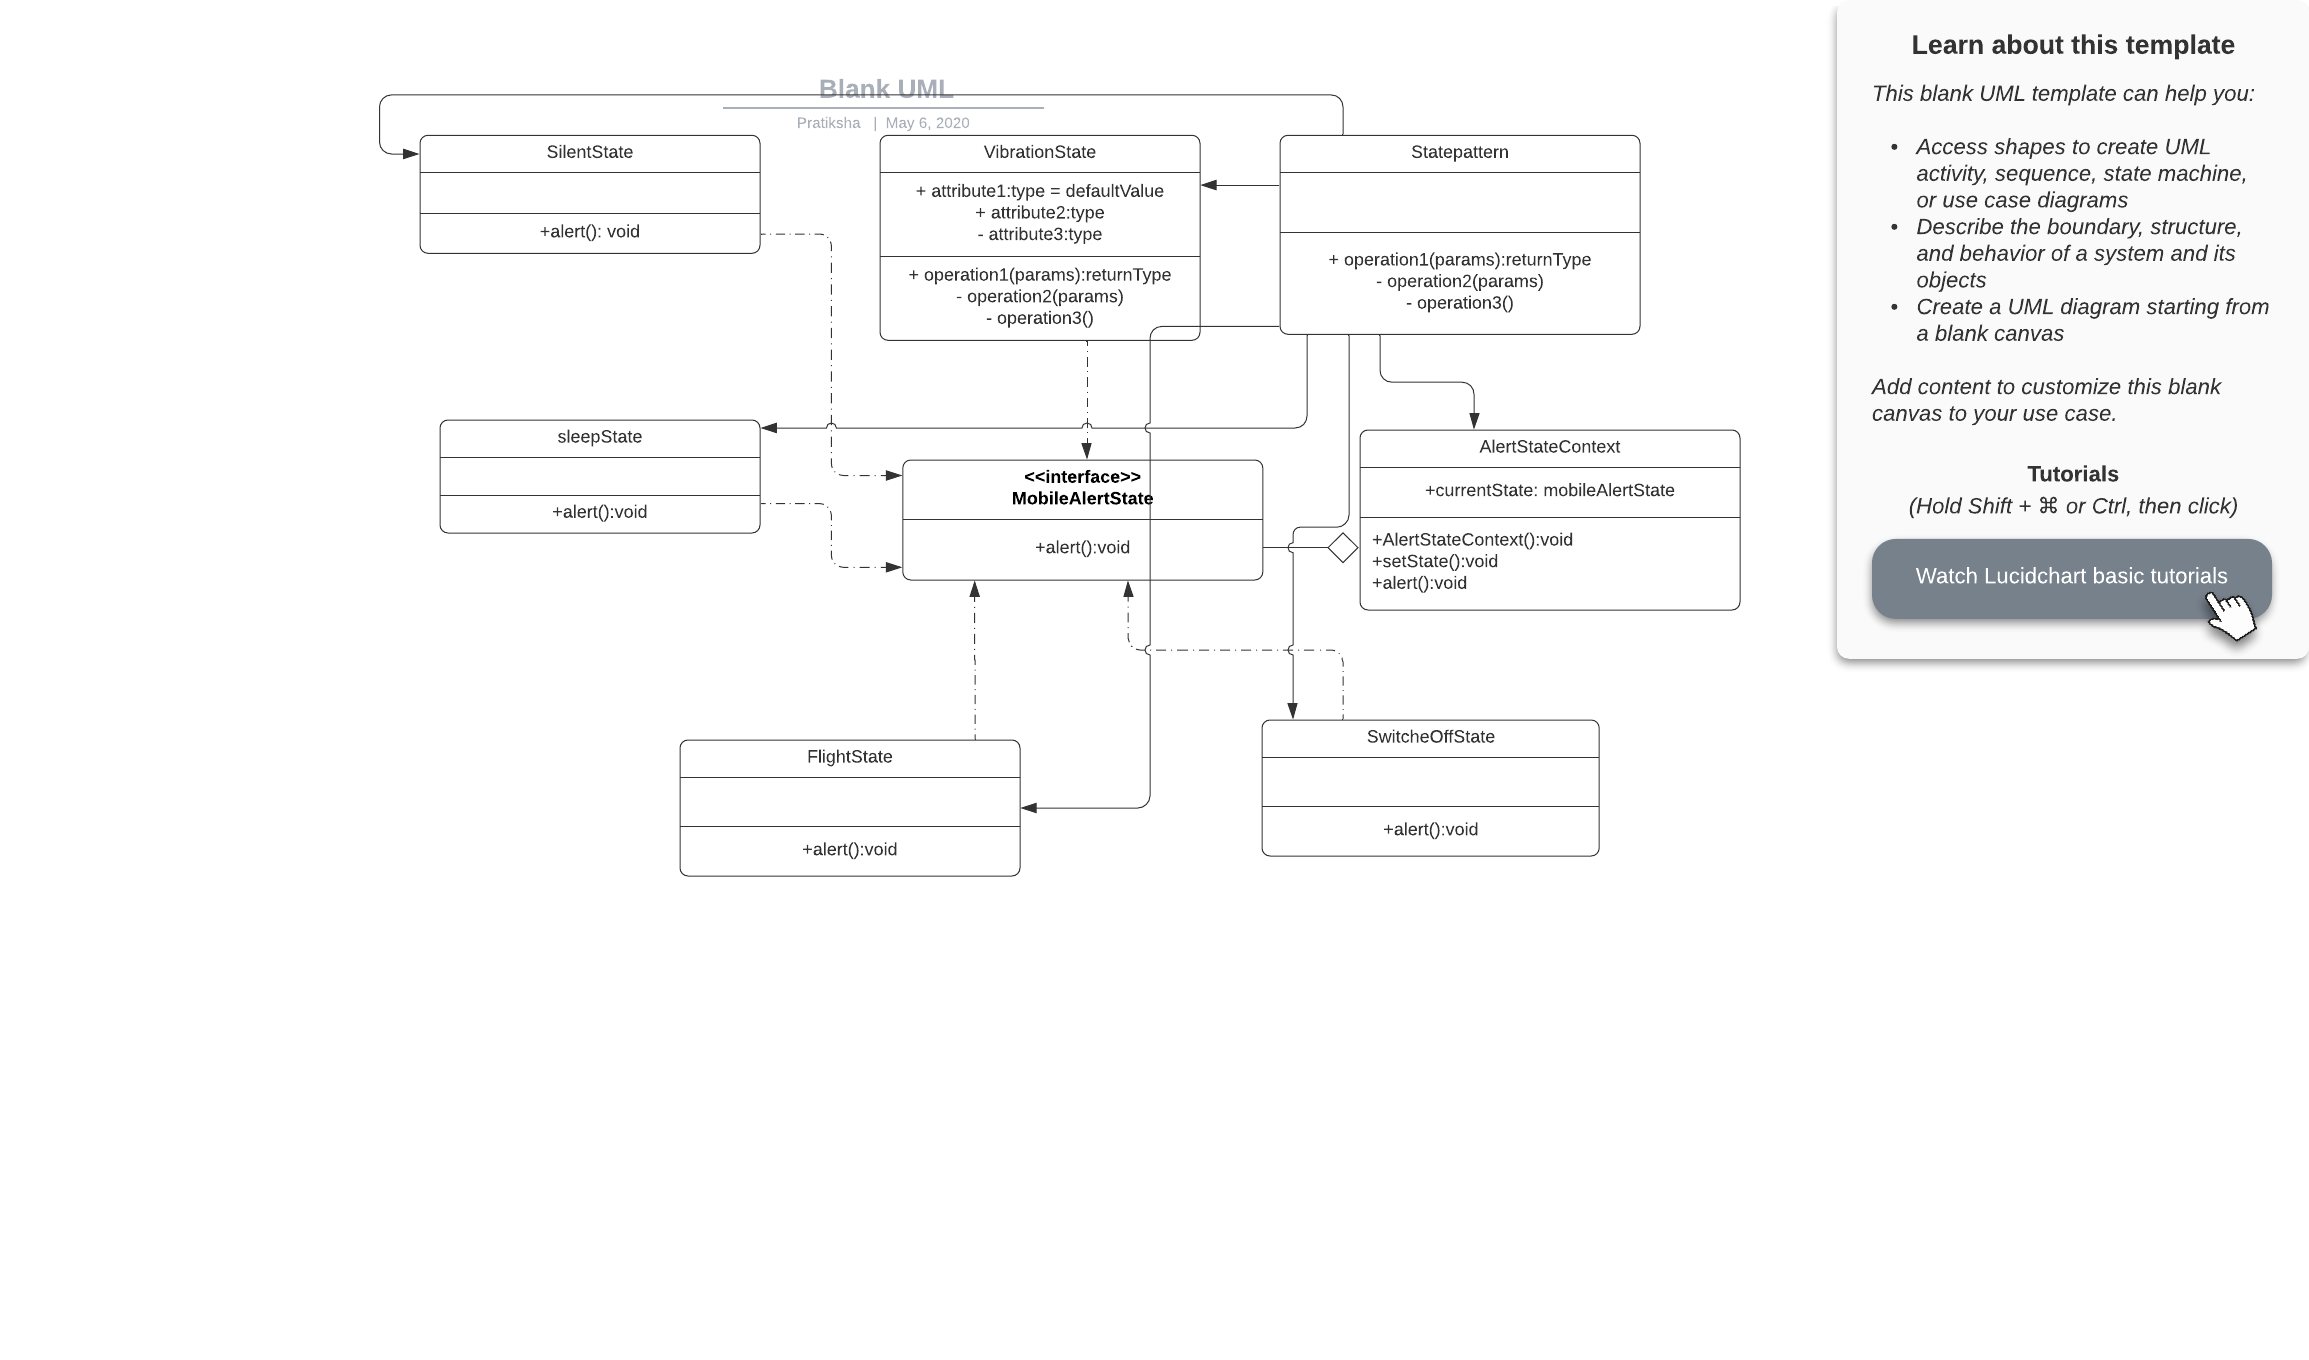 Blank UML
Pratiksha | May 6, 2020
SilentState
+alert(): void
VibrationState
+ attribute1:type = defaultValue
+ attribute2:type
- attribute3:type
+ operation1(params):returnType
- operation2(params)
- operation3()
Statepattern
+ operation1(params):returnType
- operation2(params)
- operation3()
sleepState
+alert():void
<<interface>>
MobileAlertState
+alert():void
AlertStateContext
+currentState: mobileAlertState
+AlertStateContext():void
+setState():void
+alert():void
FlightState
+alert():void
SwitcheOffState
+alert():void
Learn about this template
This blank UML template can help you:
• Access shapes to create UML
activity, sequence, state machine,
or use case diagrams
• Describe the boundary, structure,
and behavior of a system and its
objects
• Create a UML diagram starting from
a blank canvas
Add content to customize this blank
canvas to your use case.
Tutorials
(Hold Shift + ⌘ or Ctrl, then click)
Watch Lucidchart basic tutorials